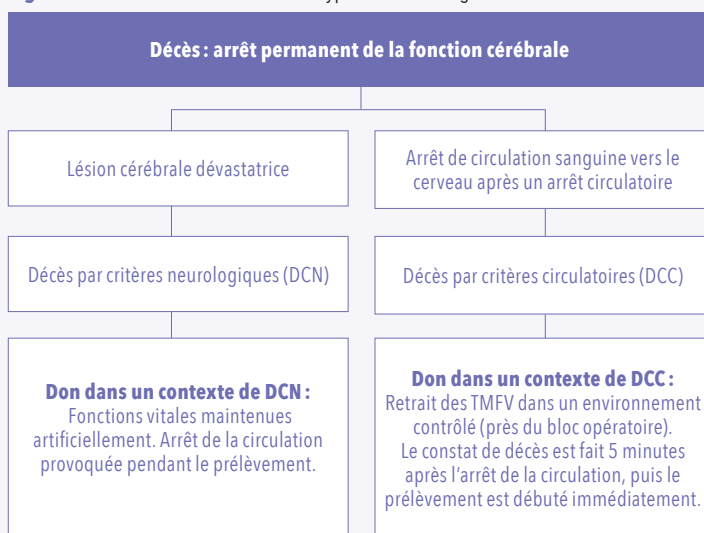 Décès : arrêt permanent de la fonction cérébrale
Lésion cérébrale dévastatrice
Arrêt de circulation sanguine vers le
cerveau après un arrêt circulatoire
Décès par critères neurologiques (DCN)
Décès par critères circulatoires (DCC)
Don dans un contexte de DCN :
Fonctions vitales maintenues
artificiellement. Arrêt de la circulation
provoquée pendant le prélèvement.
Don dans un contexte de DCC :
Retrait des TMFV dans un environnement
contrôlé (près du bloc opératoire).
Le constat de décès est fait 5 minutes
après l’arrêt de la circulation, puis le
prélèvement est débuté immédiatement.